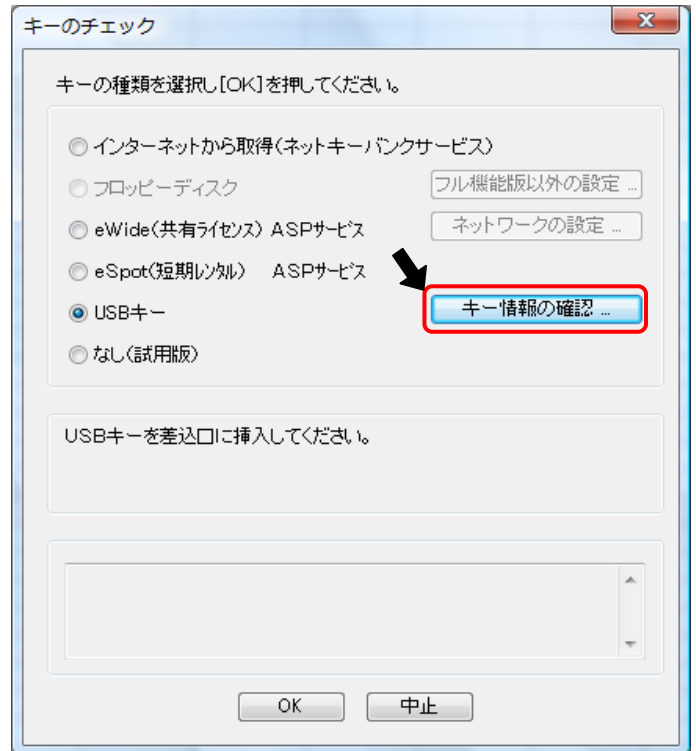 キーのチェック
キーの種類を選択し[OK]を押してください。
インターネットから取得(ネットキーバンクサービス)
フロッピーディスク
フル機能版以外の設定 ...
eWide(共有ライセンス) ASPサービス
ネットワークの設定 ...
eSpot(短期レンタル) ASPサービス
USBキー
キー情報の確認 ...
なし(試用版)
USBキーを差込口に挿入してください。
OK
中止